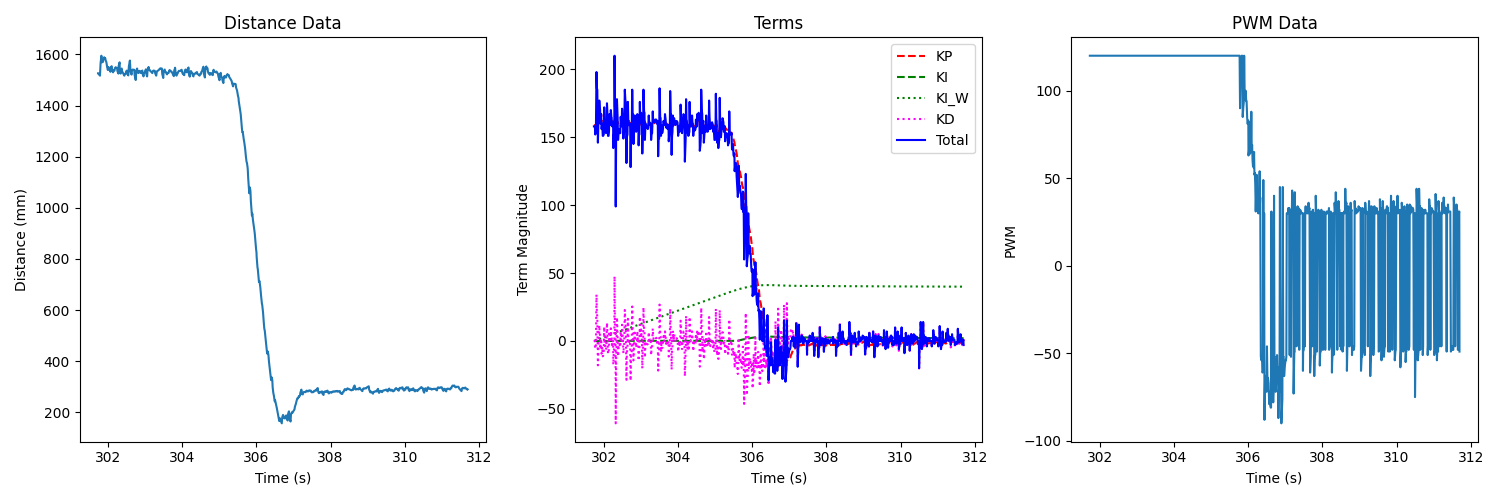 Distance Data
Distance (mm)
1600
1400
1200
1000
800
600
400
200
302 304 306 308 310 312
Time (s)
Terms
Term Magnitude
200
150
100
50
0
−50
KP
KI
KI_W
KD
Total
302 304 306 308 310 312
Time (s)
PWM Data
PWM
100
50
0
−50
−100
302 304 306 308 310 312
Time (s)